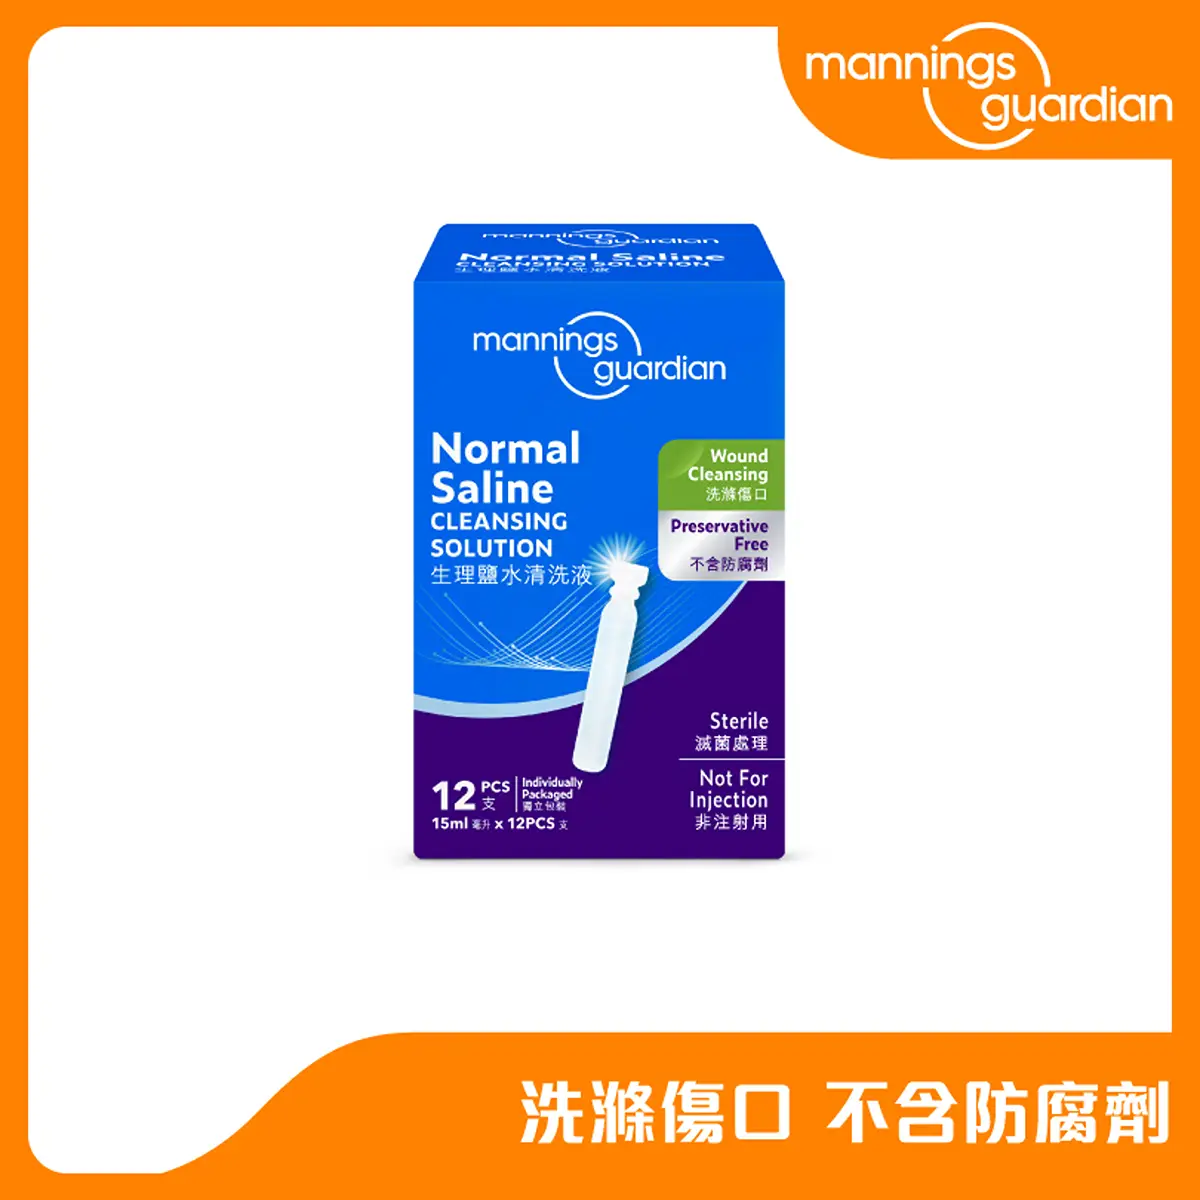 mannings
guardian
mannings guardian
Normal Saline
CLEANSING SOLUTION
生理鹽水清洗液
mannings
guardian
Normal
Saline
CLEANSING
SOLUTION
生理鹽水清洗液
Wound
Cleansing
洗滌傷口
Preservative
Free
不含防腐劑
Sterile
滅菌處理
Not For
Injection
非注射用
12 PCS 支
Individually
Packaged
獨立包裝
15ml 毫升 x 12PCS 支
洗滌傷口 不含防腐劑